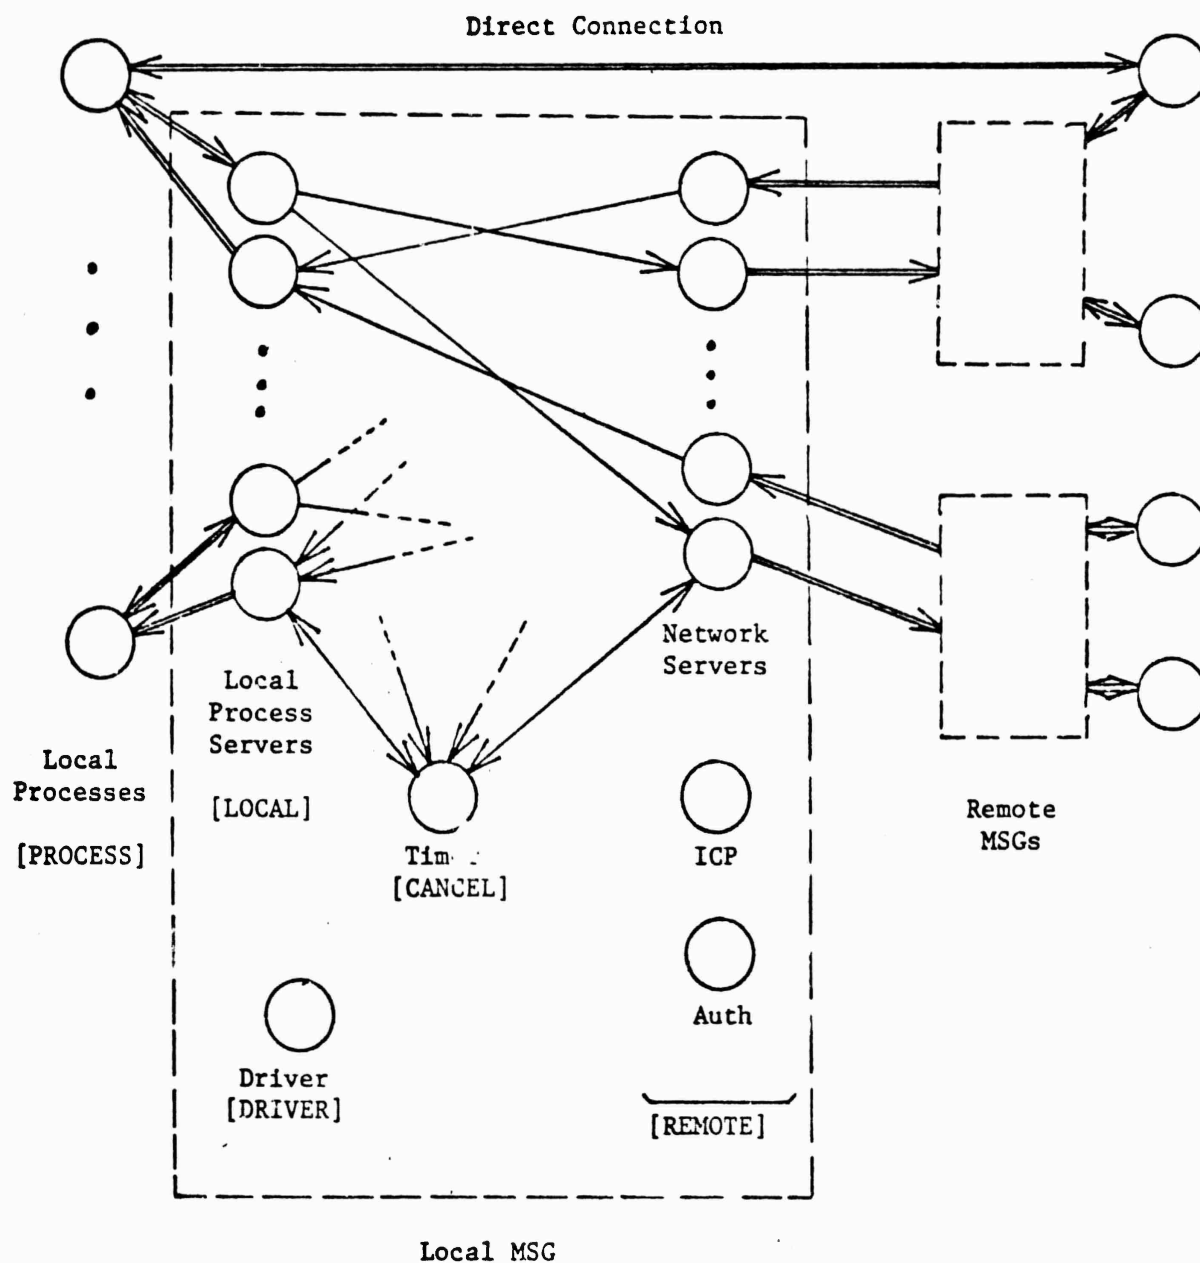 Direct Connection
Network
Servers
Local
Process
Servers
[LOCAL]
Local
Processes
[PROCESS]
[CANCEL]
ICP
Remote
MSGs
Auth
Driver
[DRIVER]
[REMOTE]
Local MSG